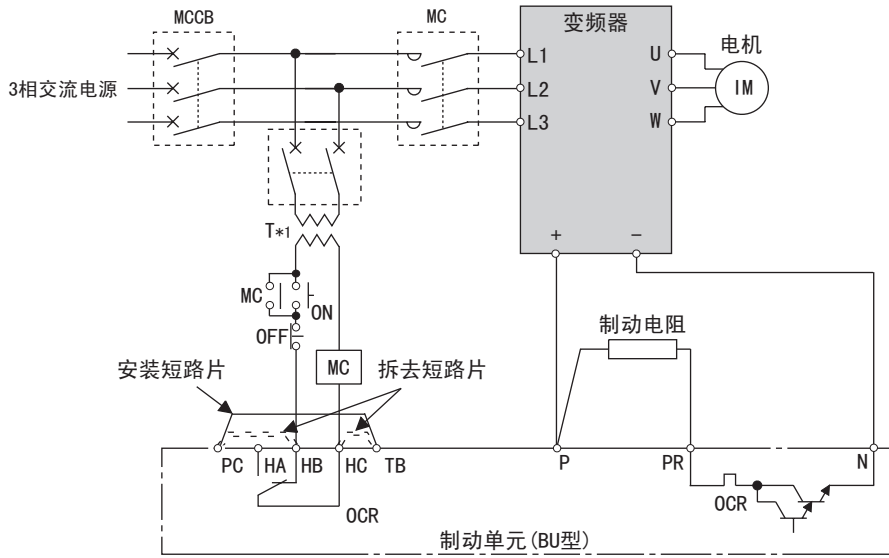 MCCB
MC
变频器
电机
3相交流电源
L1
L2
L3
U
V
W
IM
+
−
T*1
MC
ON
OFF
MC
制动电阻
安装短路片
拆去短路片
PC
HA
HB
HC
TB
P
PR
N
OCR
OCR
制动单元(BU型)